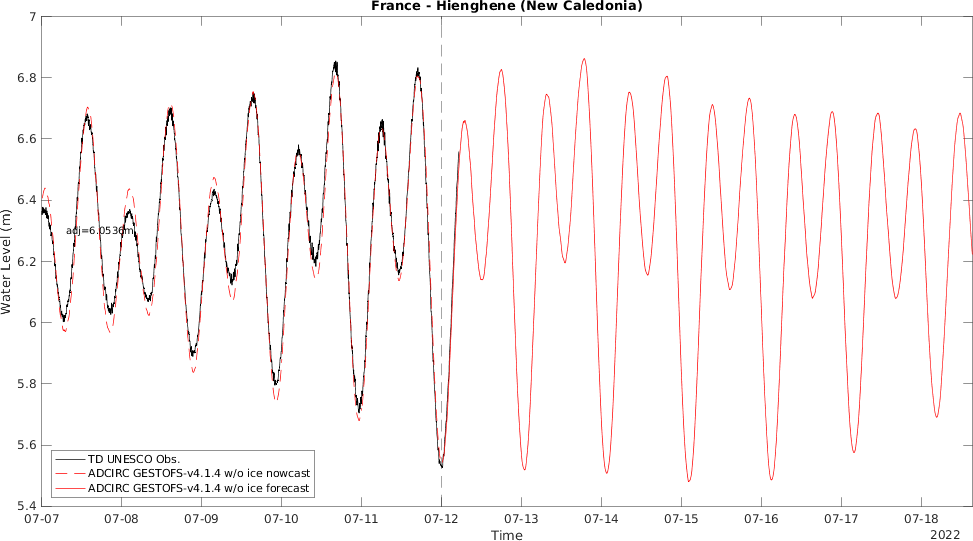 France - Hienghene (New Caledonia)
7
6.8
6.6
6.4
6.2
6
5.8
5.6
5.4
Water Level (m)
adj=6.0536m
TD UNESCO Obs.
ADCIRC GESTOFS-v4.1.4 w/o ice nowcast
ADCIRC GESTOFS-v4.1.4 w/o ice forecast
07-07 07-08 07-09 07-10 07-11 07-12 07-13 07-14 07-15 07-16 07-17 07-18
Time
2022